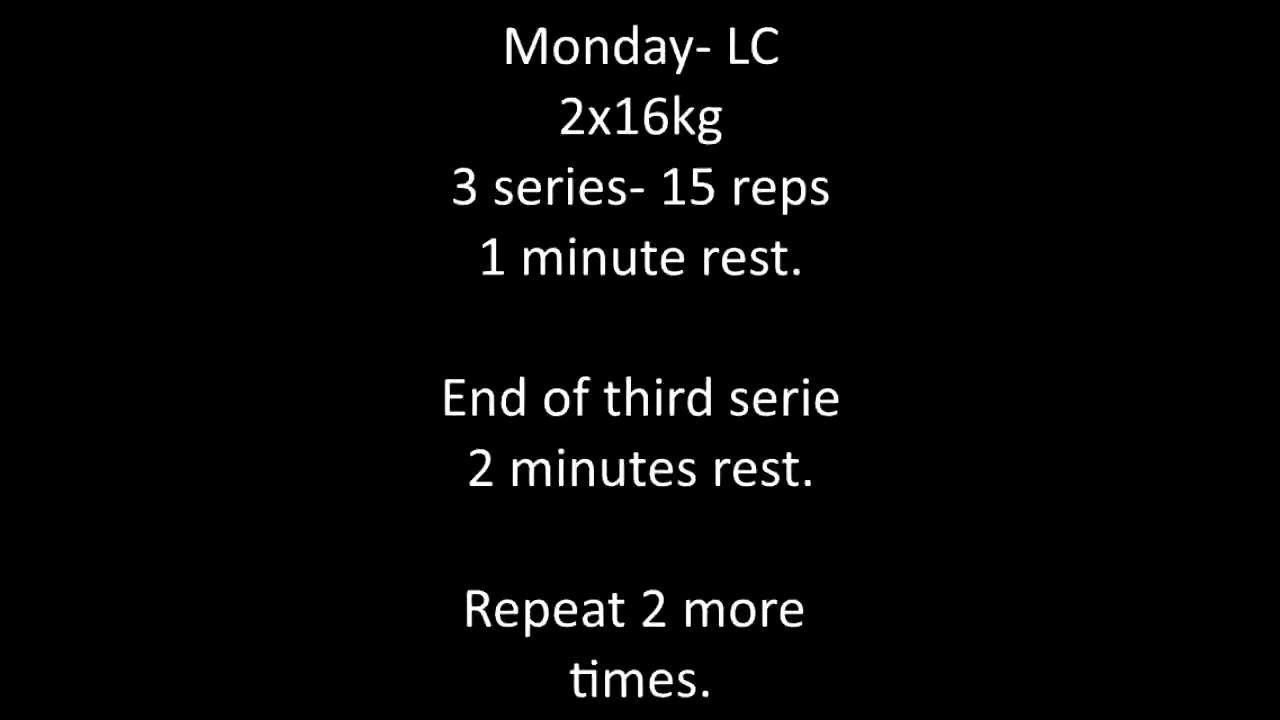 Monday- LC
2x16kg
3 series- 15 reps
1 minute rest.
End of third serie
2 minutes rest.
Repeat 2 more
times.